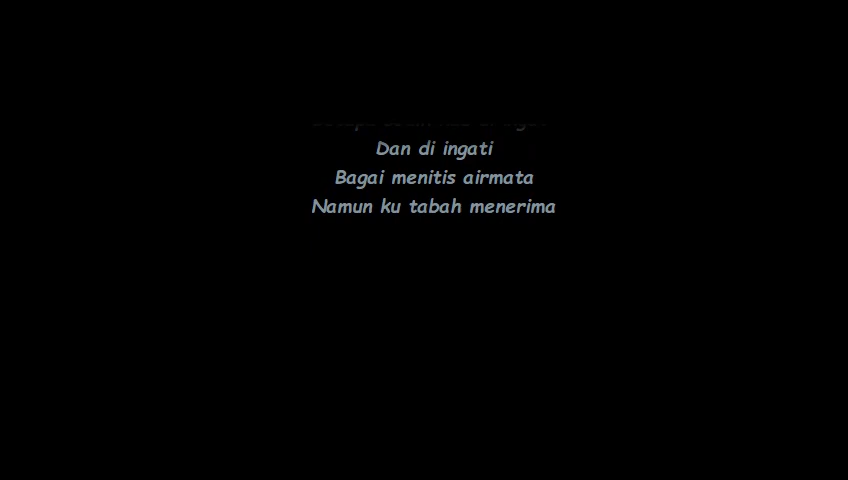 Dan di ingati
Bagai menitis airmata
Namun ku tabah menerima